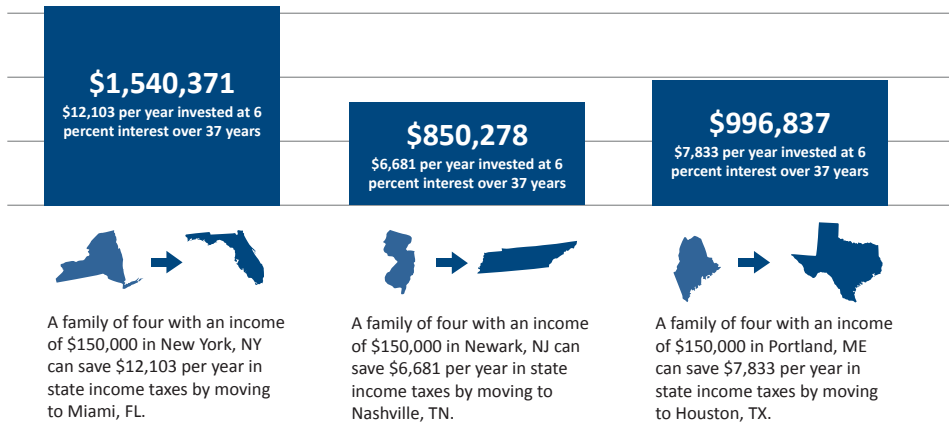 $1,540,371
$12,103 per year invested at 6
percent interest over 37 years
$850,278
$6,681 per year invested at 6
percent interest over 37 years
$996,837
$7,833 per year invested at 6
percent interest over 37 years
A family of four with an income
of $150,000 in New York, NY
can save $12,103 per year in
state income taxes by moving
to Miami, FL.
A family of four with an income
of $150,000 in Newark, NJ can
save $6,681 per year in state
income taxes by moving to
Nashville, TN.
A family of four with an income
of $150,000 in Portland, ME
can save $7,833 per year in
state income taxes by moving
to Houston, TX.